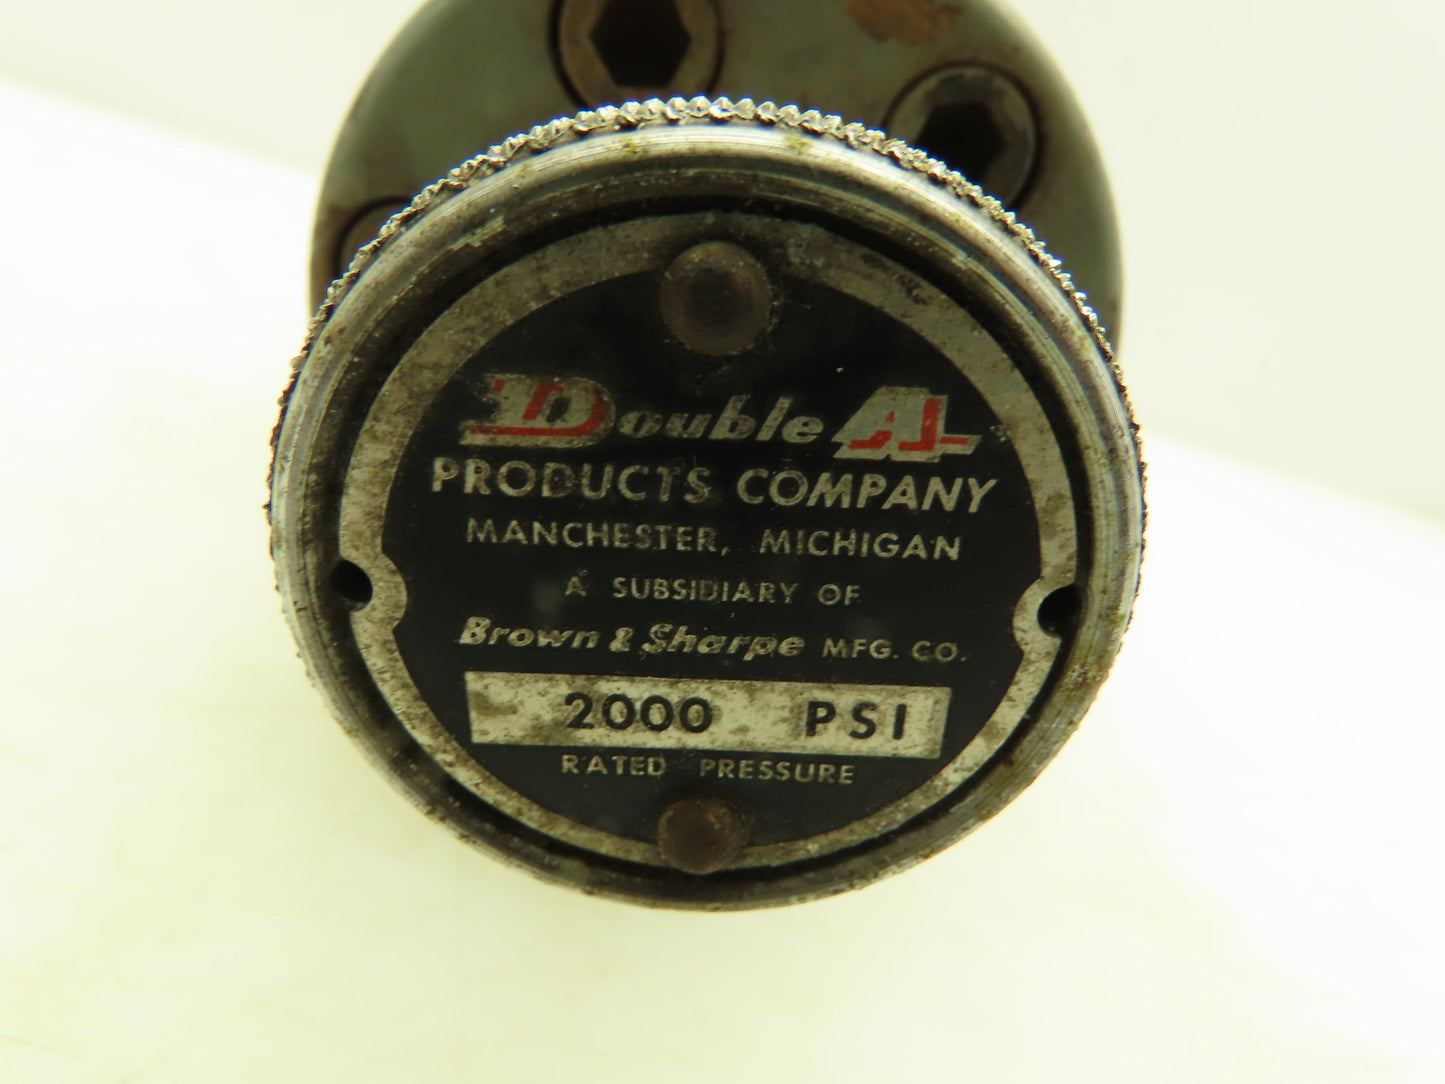 Double A
PRODUCTS COMPANY
MANCHESTER, MICHIGAN
A SUBSIDIARY OF
Brown & Sharpe MFG. CO.
2000 PSI
RATED PRESSURE